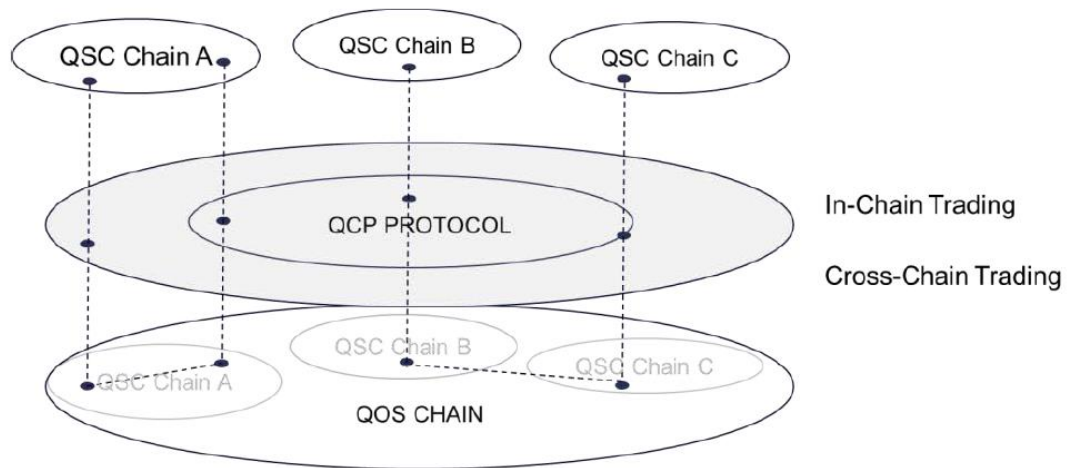 QSC Chain A
QSC Chain B
QSC Chain C
QCP PROTOCOL
In-Chain Trading
Cross-Chain Trading
QSC Chain B
QSC Chain A
QSC Chain C
QOS CHAIN